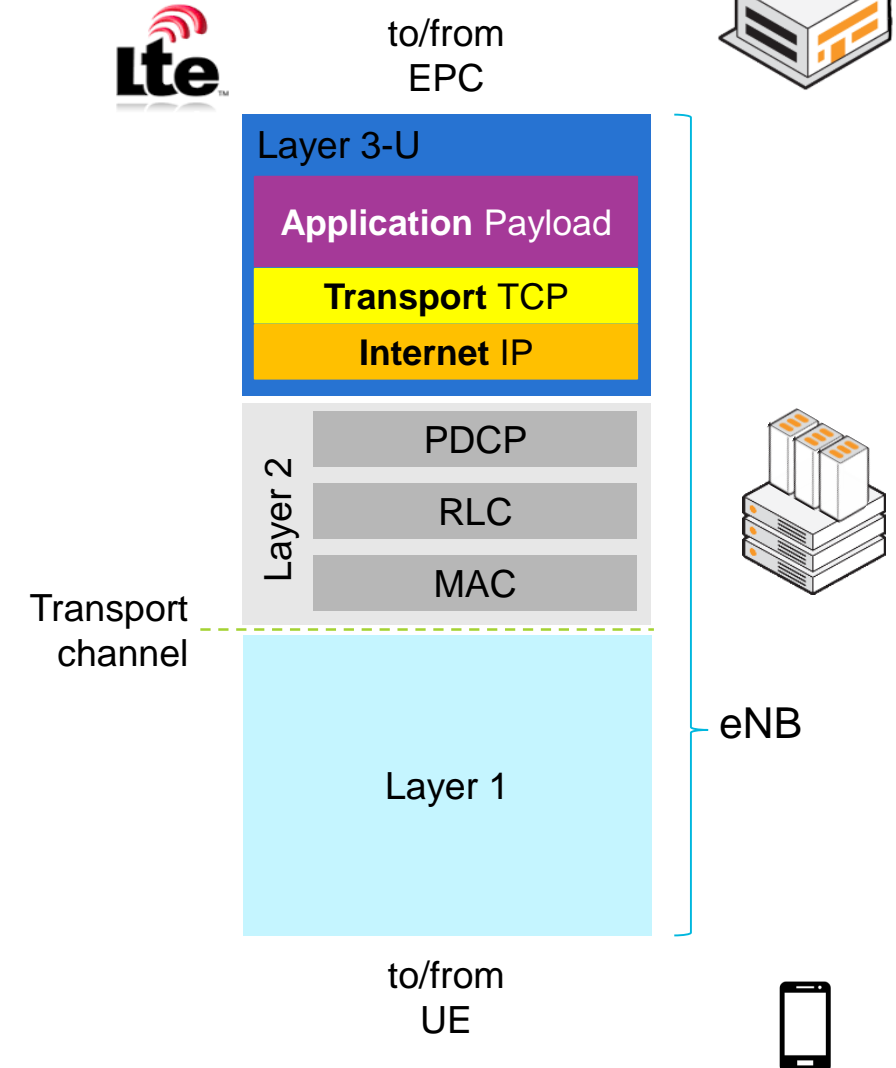 Lte
TM
to/from
EPC
Layer 3-U
Application Payload
Transport TCP
Internet IP
Layer 2
PDCP
RLC
MAC
Transport
channel
eNB
Layer 1
to/from
UE